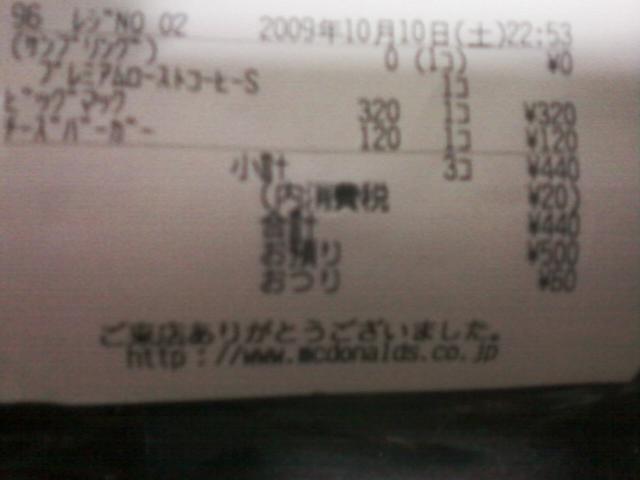 96 レジNO 02 2009年10月10日(土)22:53
(サンプリング) 0 (1コ) ¥0
プレミアムローストコーヒーS 1コ
ビッグマック 320 1コ ¥320
チーズバーガー 120 1コ ¥120
小計 3コ ¥440
(内消費税 ¥20)
合計 ¥440
お預り ¥500
おつり ¥60
ご来店ありがとうございました。
http://www.mcdonalds.co.jp